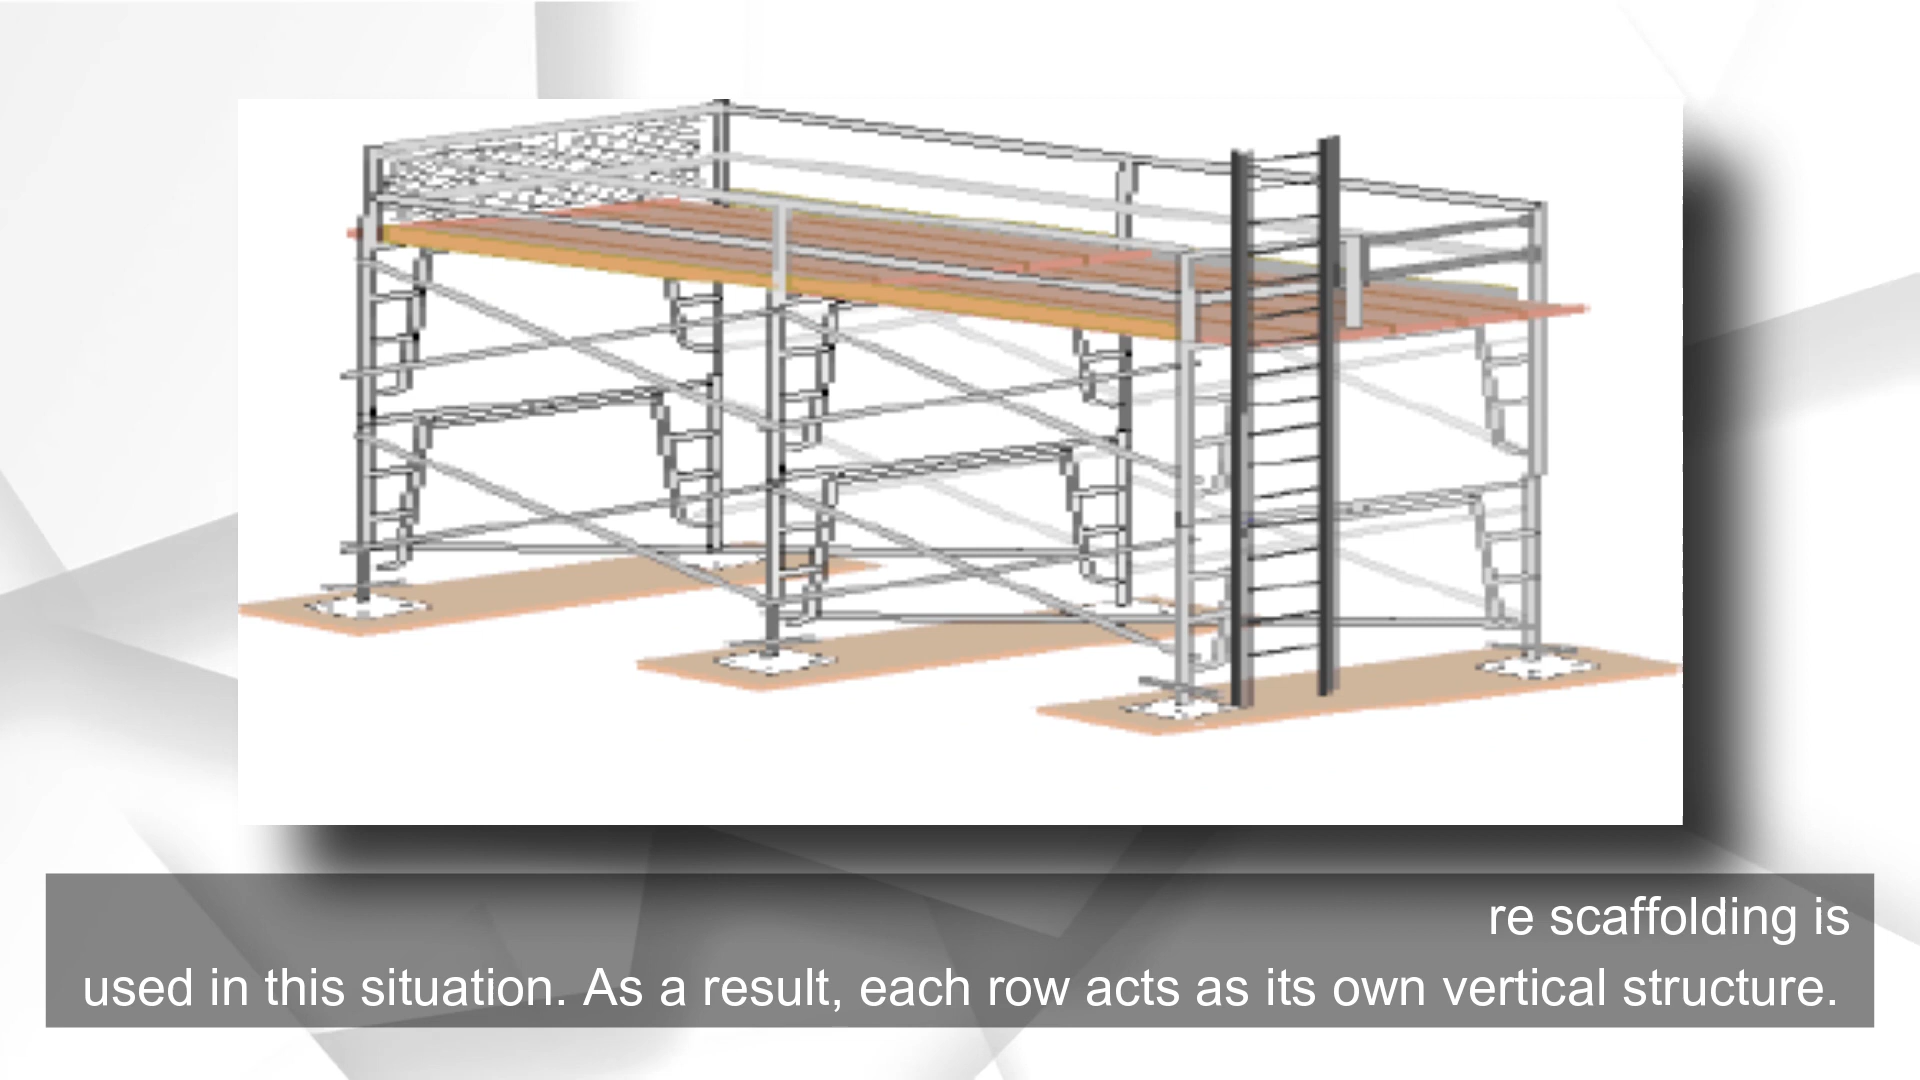 re scaffolding is
used in this situation. As a result, each row acts as its own vertical structure.